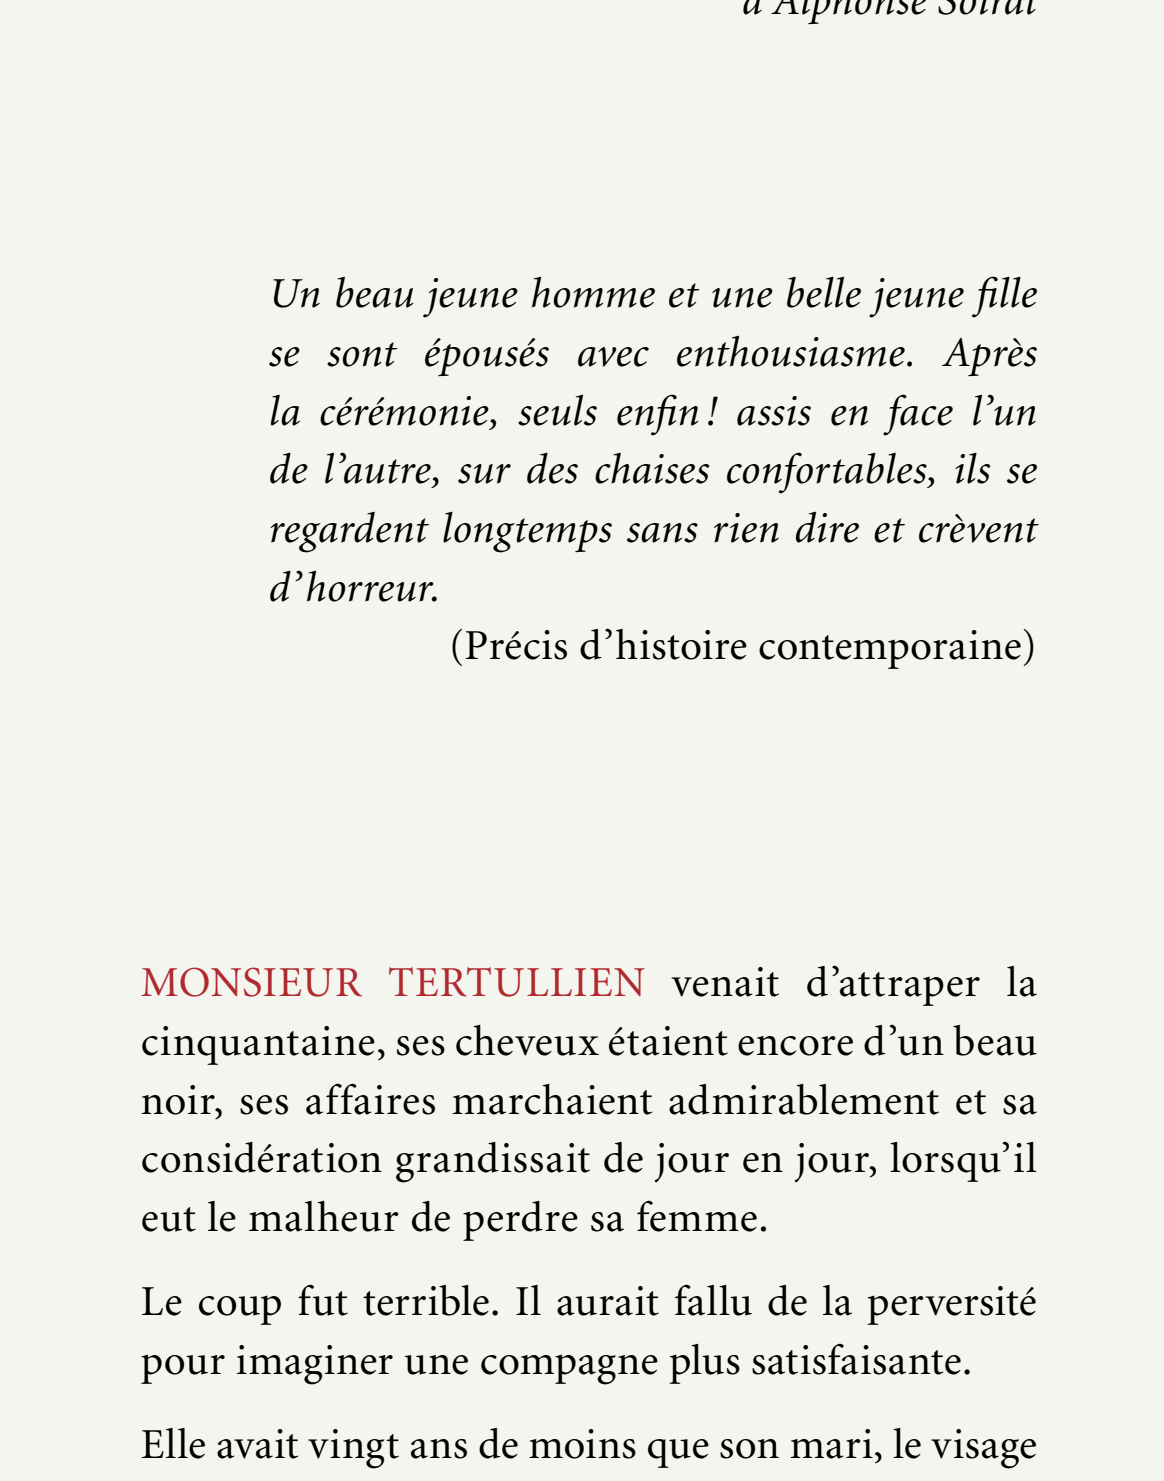 à Alphonse Soirat
Un beau jeune homme et une belle jeune fille
se sont épousés avec enthousiasme. Après
la cérémonie, seuls enfin ! assis en face l’un
de l’autre, sur des chaises confortables, ils se
regardent longtemps sans rien dire et crèvent
d’horreur.
(Précis d’histoire contemporaine)
MONSIEUR TERTULLIEN venait d’attraper la
cinquantaine, ses cheveux étaient encore d’un beau
noir, ses affaires marchaient admirablement et sa
considération grandissait de jour en jour, lorsqu’il
eut le malheur de perdre sa femme.
Le coup fut terrible. Il aurait fallu de la perversité
pour imaginer une compagne plus satisfaisante.
Elle avait vingt ans de moins que son mari, le visage